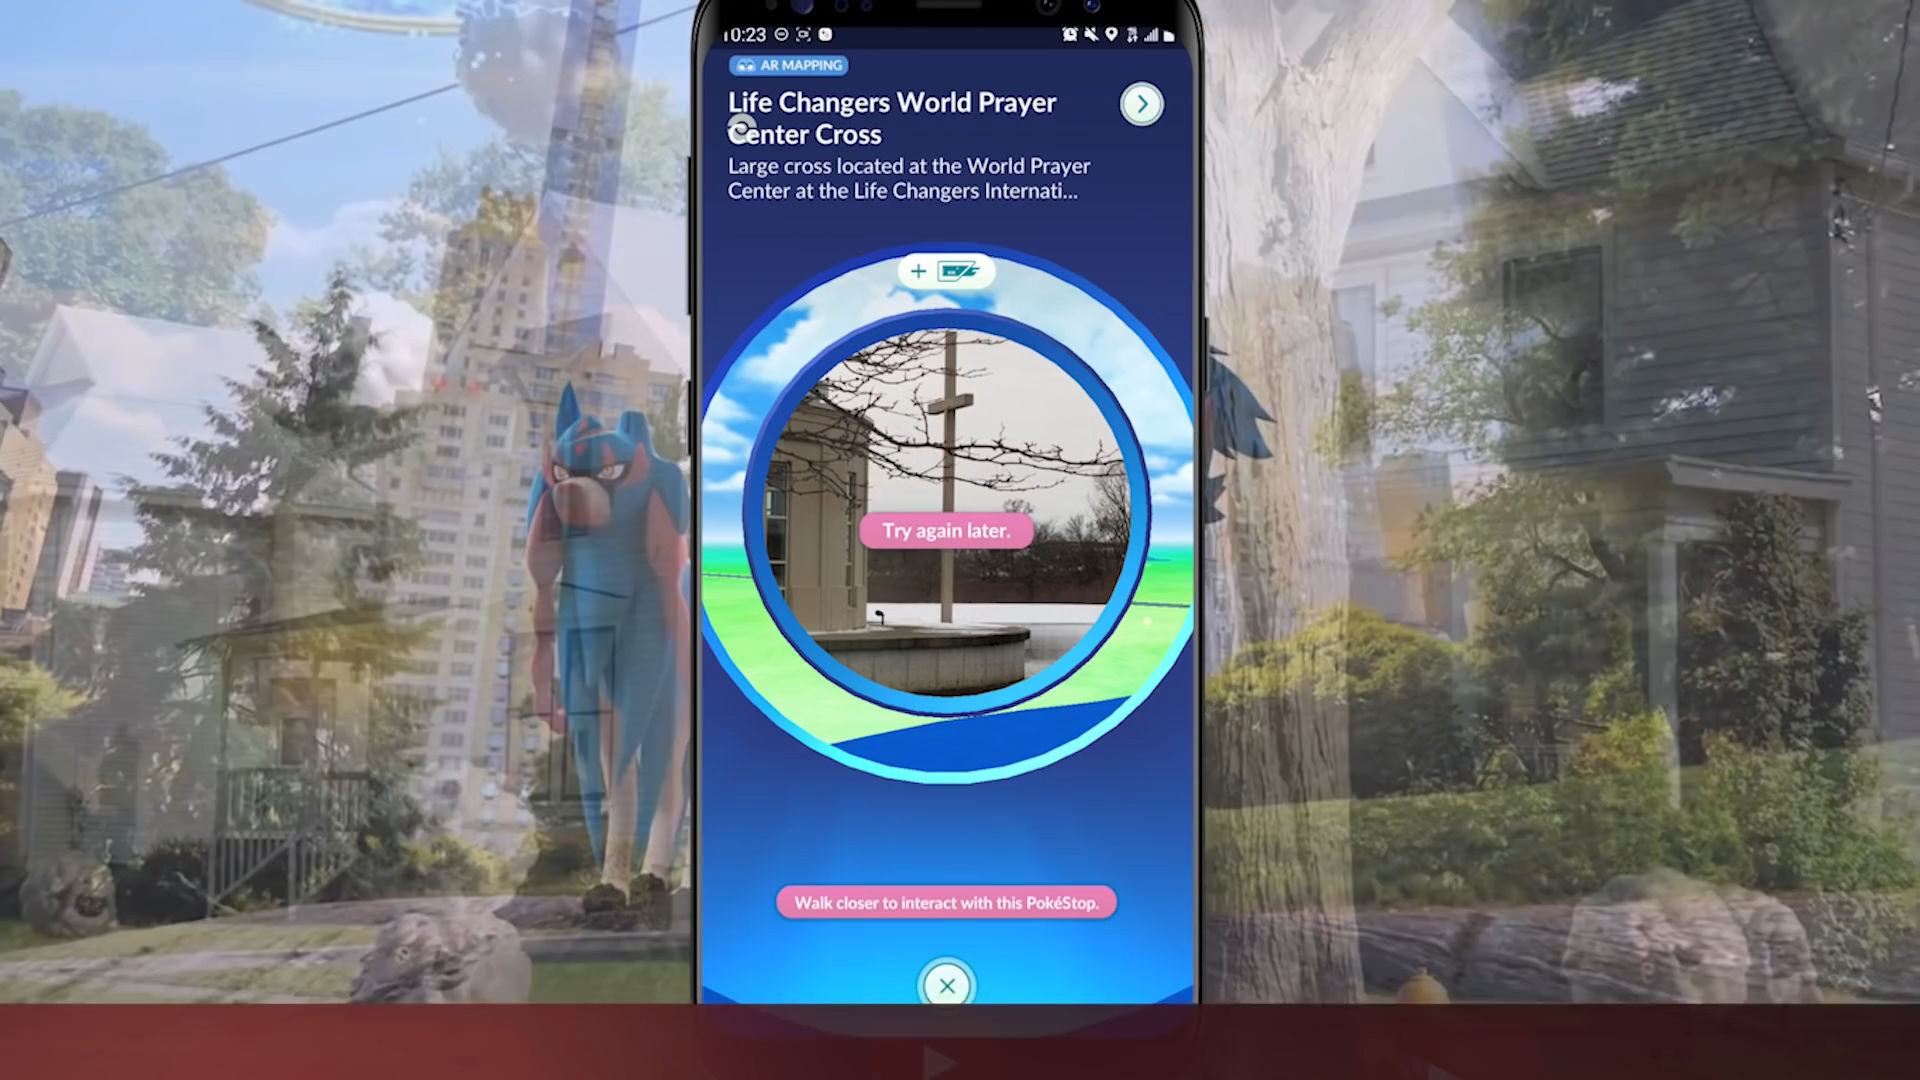 10:23
AR MAPPING
Life Changers World Prayer
Center Cross
Large cross located at the World Prayer
Center at the Life Changers Internati...
Try again later.
Walk closer to interact with this PokéStop.